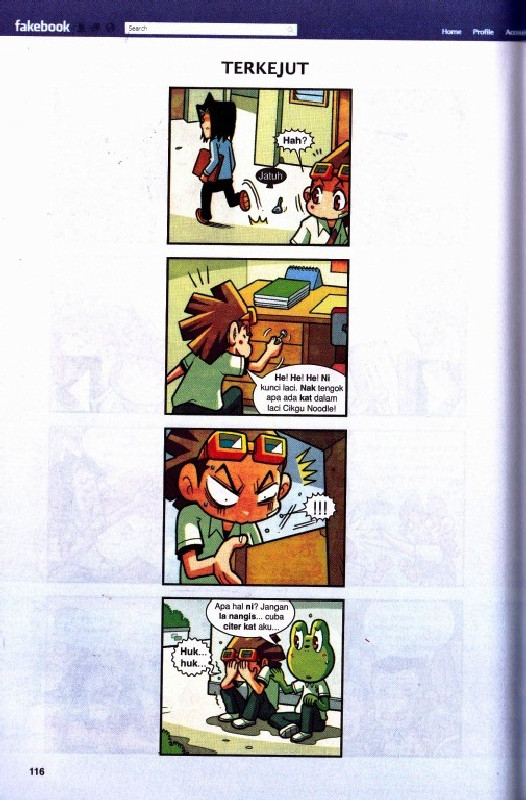 fakebook
Search
Home Profile Accou
TERKEJUT
Hah?
Jatuh
He! He! He! Ni
kunci laci. Nak tengok
apa ada kat dalam
laci Cikgu Noodle!
!!!
Apa hal ni? Jangan
la nangis... cuba
citer kat aku...
Huk...
huk...
116